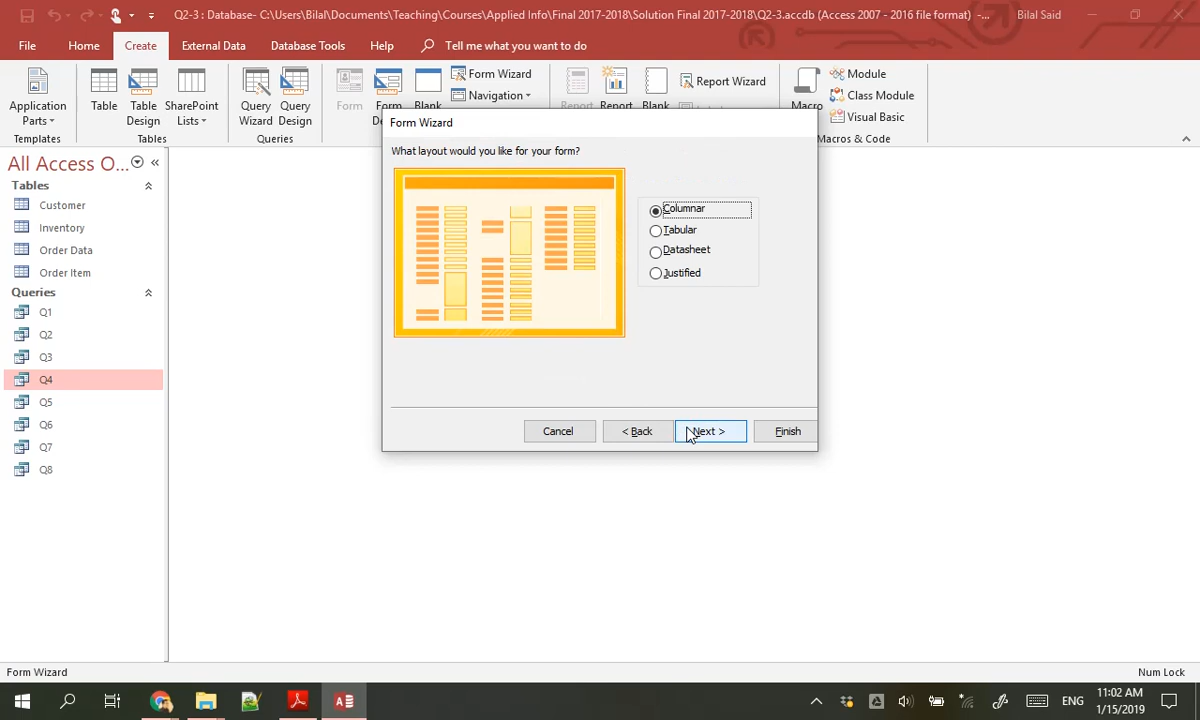 Q2-3 : Database- C:\Users\Bilal\Documents\Teaching\Courses\Applied Info\Final 2017-2018\Solution Final 2017-2018\Q2-3.accdb (Access 2007 - 2016 file format) -...
Bilal Said
File
Home
Create
External Data
Database Tools
Help
Tell me what you want to do
Application Parts
Table
Table Design
SharePoint Lists
Query Wizard
Query Design
Form
Form
Blank
Form Wizard
Navigation
Report
Report
Blank
Report Wizard
Macro
Module
Class Module
Visual Basic
Templates
Tables
Queries
Macros & Code
All Access O...
Tables
Customer
Inventory
Order Data
Order Item
Queries
Q1
Q2
Q3
Q4
Q5
Q6
Q7
Q8
Form Wizard
What layout would you like for your form?
Columnar
Tabular
Datasheet
Justified
Cancel
< Back
Next >
Finish
Form Wizard
Num Lock
ENG
11:02 AM
1/15/2019